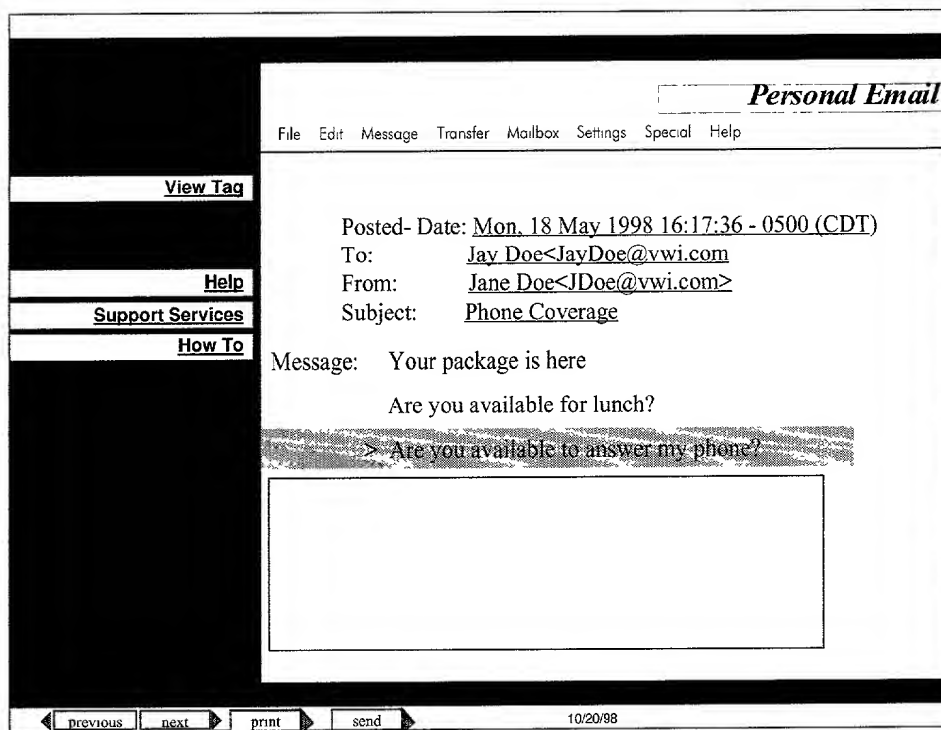 Personal Email
File Edit Message Transfer Mailbox Settings Special Help
View Tag
Help
Support Services
How To
Posted- Date: Mon, 18 May 1998 16:17:36 - 0500 (CDT)
To: Jay Doe<JayDoe@vwi.com
From: Jane Doe<JDoe@vwi.com>
Subject: Phone Coverage
Message: Your package is here
Are you available for lunch?
> Are you available to answer my phone?
previous next print send 10/20/98